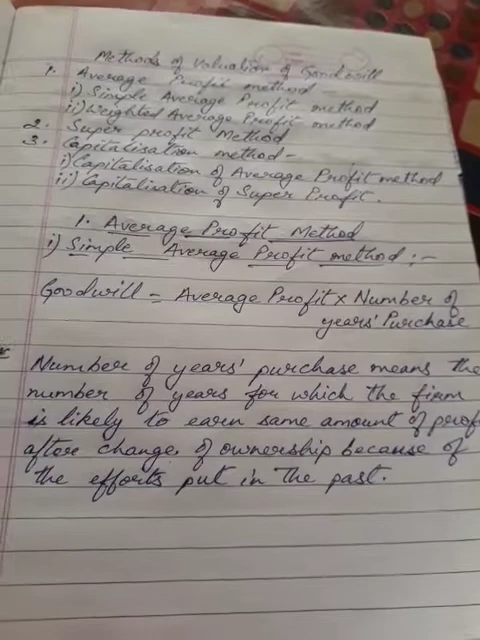 Methods of Valuation of Goodwill
1. Average Profit method
i) Simple Average Profit method
ii) Weighted Average Profit method
2. Super profit Method
3. Capitalisation method-
i) Capitalisation of Average Profit method
ii) Capitalisation of Super Profit.
1. Average Profit Method
i) Simple Average Profit method :-
Goodwill = Average Profit x Number of
years' Purchase
Number of years' purchase means the
number of years for which the firm
is likely to earn same amount of prof
after change of ownership because of
the efforts put in the past.